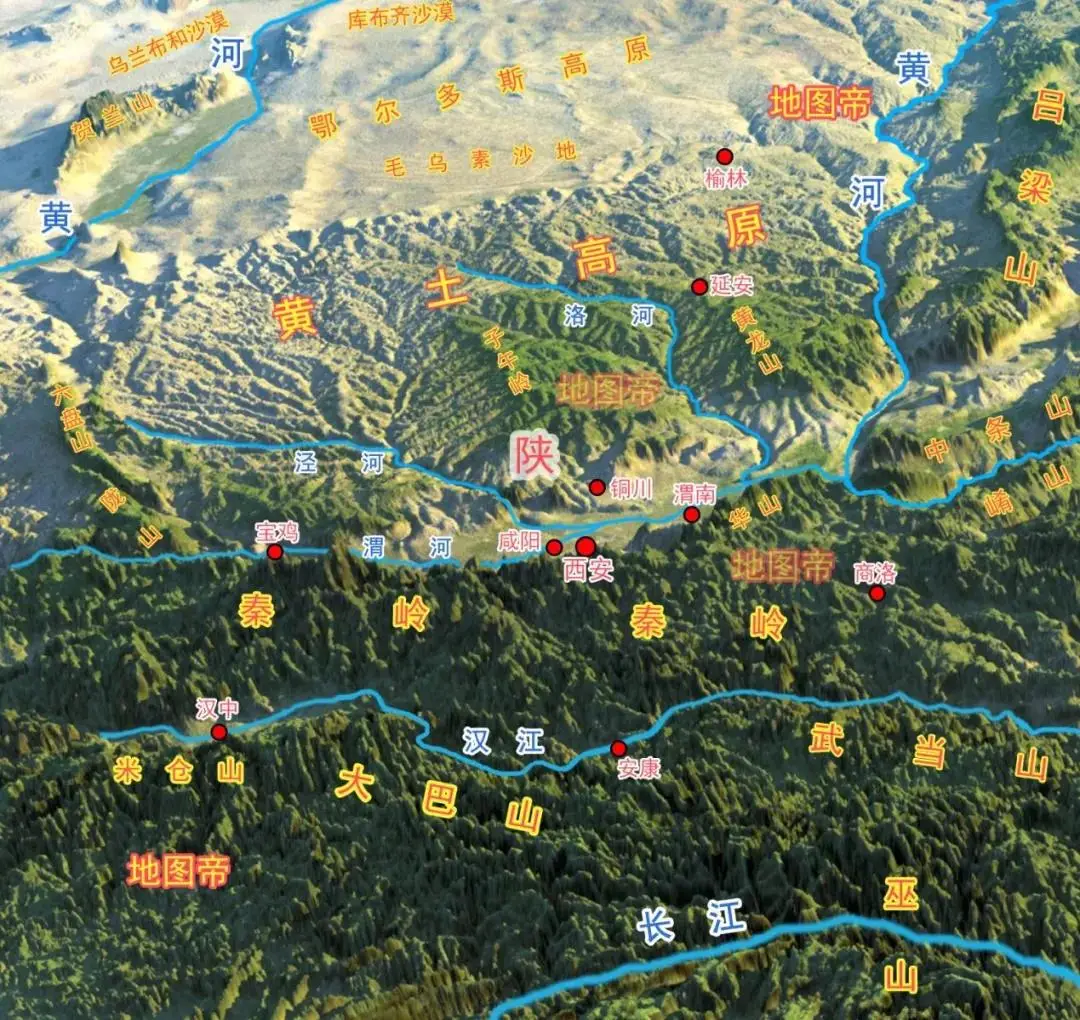 乌兰布和沙漠
库布齐沙漠
黄河
黄河
贺兰山
鄂尔多斯高原
毛乌素沙地
地图帝
吕梁山
榆林
黄土高原
延安
洛河
子午岭
黄龙山
地图帝
六盘山
陇山
泾河
陕
铜川
渭南
华山
中条山
崤山
宝鸡
渭河
咸阳
西安
地图帝
商洛
秦岭
秦岭
汉中
汉江
安康
米仓山
大巴山
武当山
地图帝
长江
巫山